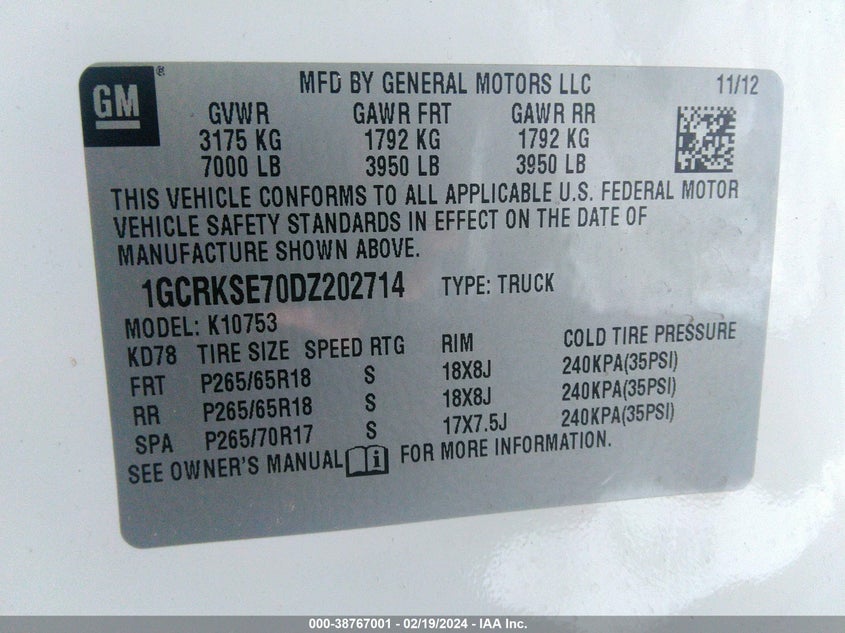 GM ® MFD BY GENERAL MOTORS LLC 11/12
GVWR GAWR FRT GAWR RR
3175 KG 1792 KG 1792 KG
7000 LB 3950 LB 3950 LB
THIS VEHICLE CONFORMS TO ALL APPLICABLE U.S. FEDERAL MOTOR
VEHICLE SAFETY STANDARDS IN EFFECT ON THE DATE OF
MANUFACTURE SHOWN ABOVE.
1GCRKSE70DZ202714 TYPE: TRUCK
MODEL: K10753
KD78 TIRE SIZE SPEED RTG RIM COLD TIRE PRESSURE
FRT P265/65R18 S 18X8J 240KPA(35PSI)
RR P265/65R18 S 18X8J 240KPA(35PSI)
SPA P265/70R17 S 17X7.5J 240KPA(35PSI)
SEE OWNER'S MANUAL i FOR MORE INFORMATION.
000-38767001 - 02/19/2024 - IAA Inc.